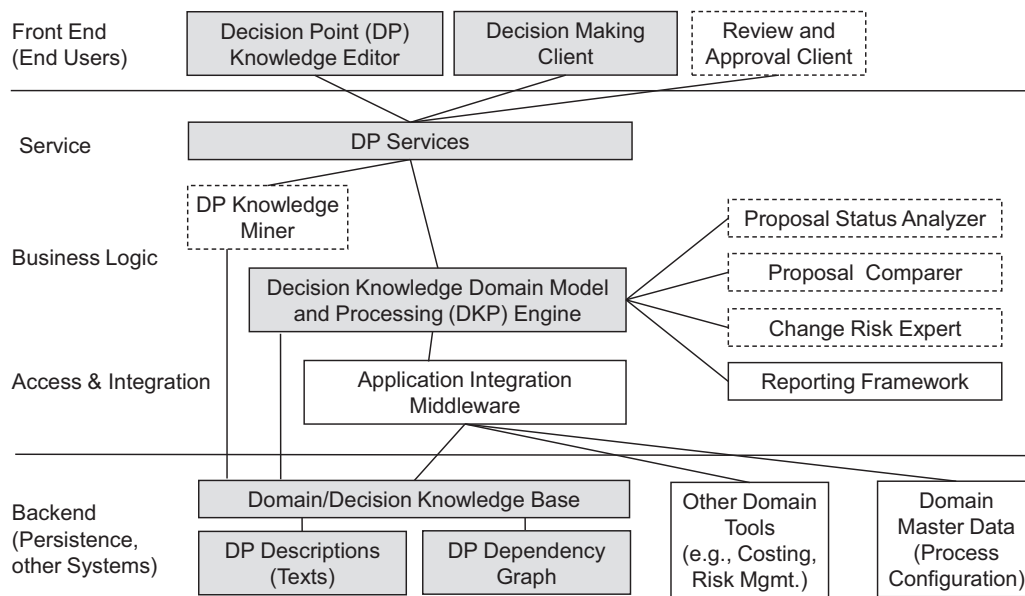 Front End
(End Users)
Decision Point (DP)
Knowledge Editor
Decision Making
Client
Review and
Approval Client
Service
DP Services
DP Knowledge
Miner
Business Logic
Proposal Status Analyzer
Proposal Comparer
Decision Knowledge Domain Model
and Processing (DKP) Engine
Change Risk Expert
Access & Integration
Application Integration
Middleware
Reporting Framework
Backend
(Persistence,
other Systems)
Domain/Decision Knowledge Base
DP Descriptions
(Texts)
DP Dependency
Graph
Other Domain
Tools
(e.g., Costing,
Risk Mgmt.)
Domain
Master Data
(Process
Configuration)